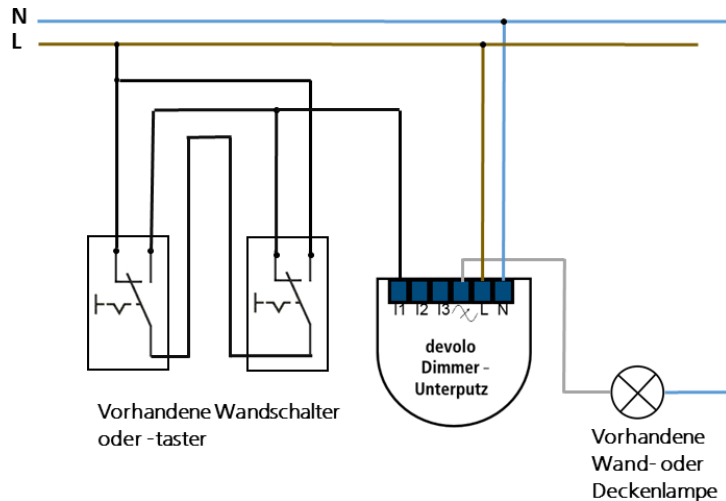 N
L
I1 I2 I3 L N
devolo
Dimmer -
Unterputz
Vorhandene Wandschalter
oder -taster
Vorhandene
Wand- oder
Deckenlampe